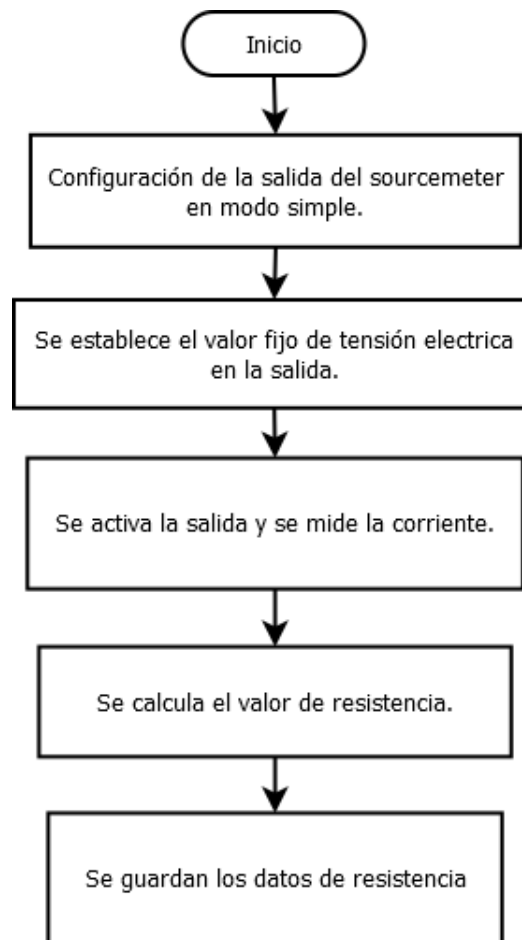 Inicio
Configuración de la salida del sourcemeter
en modo simple.
Se establece el valor fijo de tensión electrica
en la salida.
Se activa la salida y se mide la corriente.
Se calcula el valor de resistencia.
Se guardan los datos de resistencia